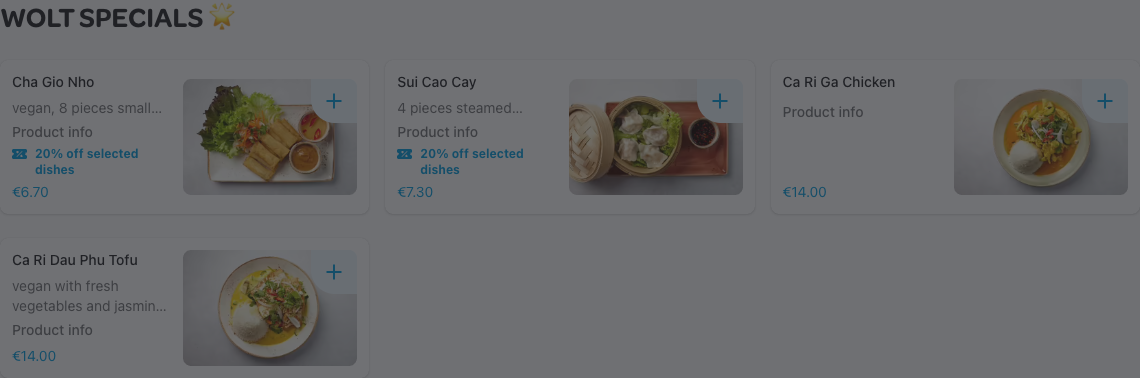 WOLT SPECIALS 🌟
Cha Gio Nho
vegan, 8 pieces small...
Product info
20% off selected
dishes
€6.70
Sui Cao Cay
4 pieces steamed...
Product info
20% off selected
dishes
€7.30
Ca Ri Ga Chicken
Product info
€14.00
Ca Ri Dau Phu Tofu
vegan with fresh
vegetables and jasmin...
Product info
€14.00